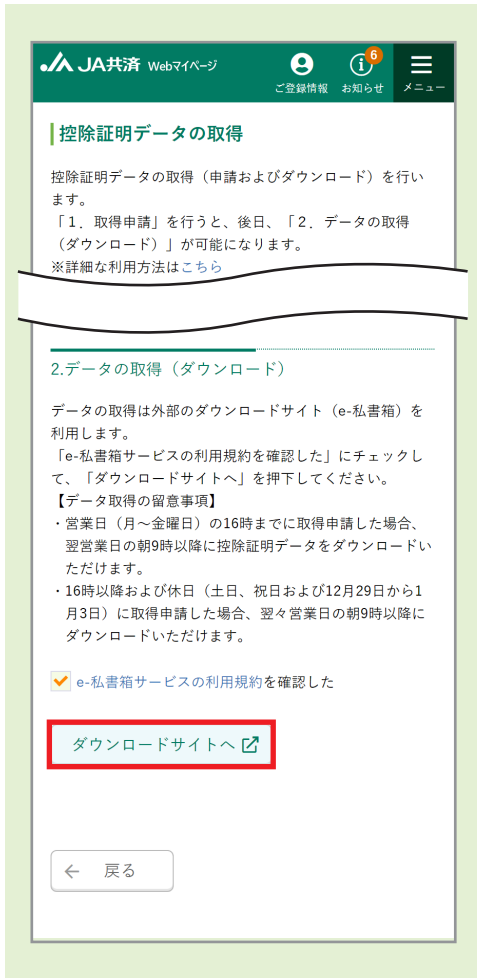 JA共済 Webマイページ
6
ご登録情報 お知らせ メニュー
控除証明データの取得
控除証明データの取得（申請およびダウンロード）を行い
ます。
「１．取得申請」を行うと、後日、「２．データの取得
（ダウンロード）」が可能になります。
※詳細な利用方法はこちら
2.データの取得（ダウンロード）
データの取得は外部のダウンロードサイト（e-私書箱）を
利用します。
「e-私書箱サービスの利用規約を確認した」にチェックし
て、「ダウンロードサイトへ」を押下してください。
【データ取得の留意事項】
・営業日（月～金曜日）の16時までに取得申請した場合、
翌営業日の朝9時以降に控除証明データをダウンロードい
ただけます。
・16時以降および休日（土日、祝日および12月29日から1
月3日）に取得申請した場合、翌々営業日の朝9時以降に
ダウンロードいただけます。
e-私書箱サービスの利用規約を確認した
ダウンロードサイトへ
戻る